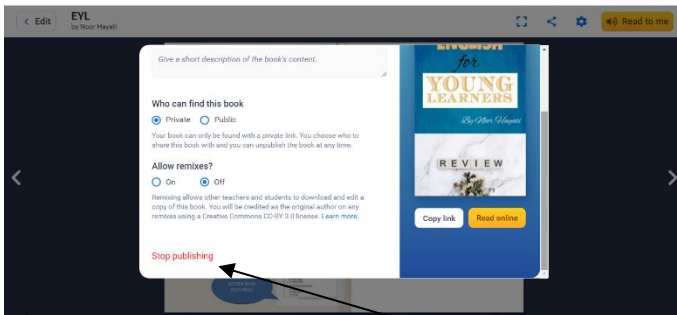 Edit
EYL
by Noor Hayati
Read to me
Give a short description of the book's content.
Who can find this book
Private Public
Your book can only be found with a private link. You choose who to
share this book with and you can unpublish the book at any time.
Allow remixes?
On Off
Remixing allows other teachers and students to download and edit a
copy of this book. You will be credited as the original author on any
remixes using a Creative Commons CC-BY 3.0 license. Learn more.
Stop publishing
ENGLISH
for
YOUNG
LEARNERS
By Noor Hayati
REVIEW
Copy link Read online